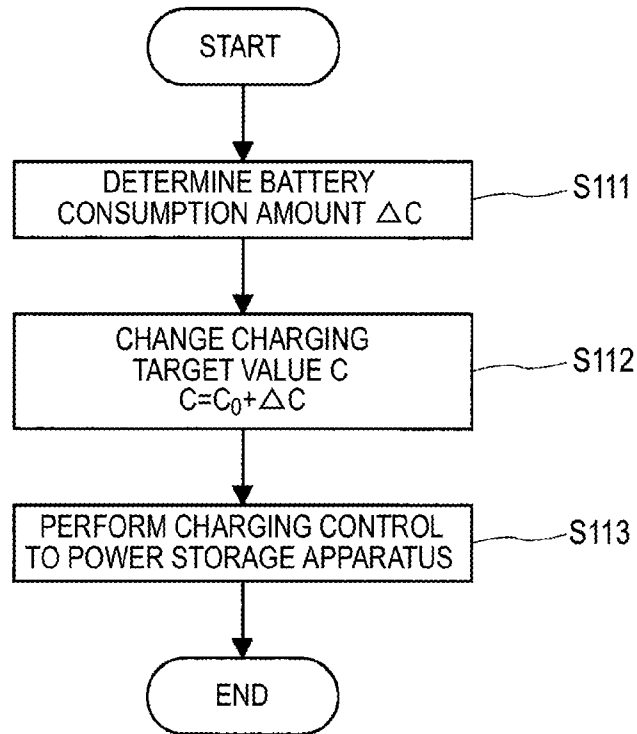 START
DETERMINE BATTERY
CONSUMPTION AMOUNT △C
S111
CHANGE CHARGING
TARGET VALUE C
C=C₀+△C
S112
PERFORM CHARGING CONTROL
TO POWER STORAGE APPARATUS
S113
END